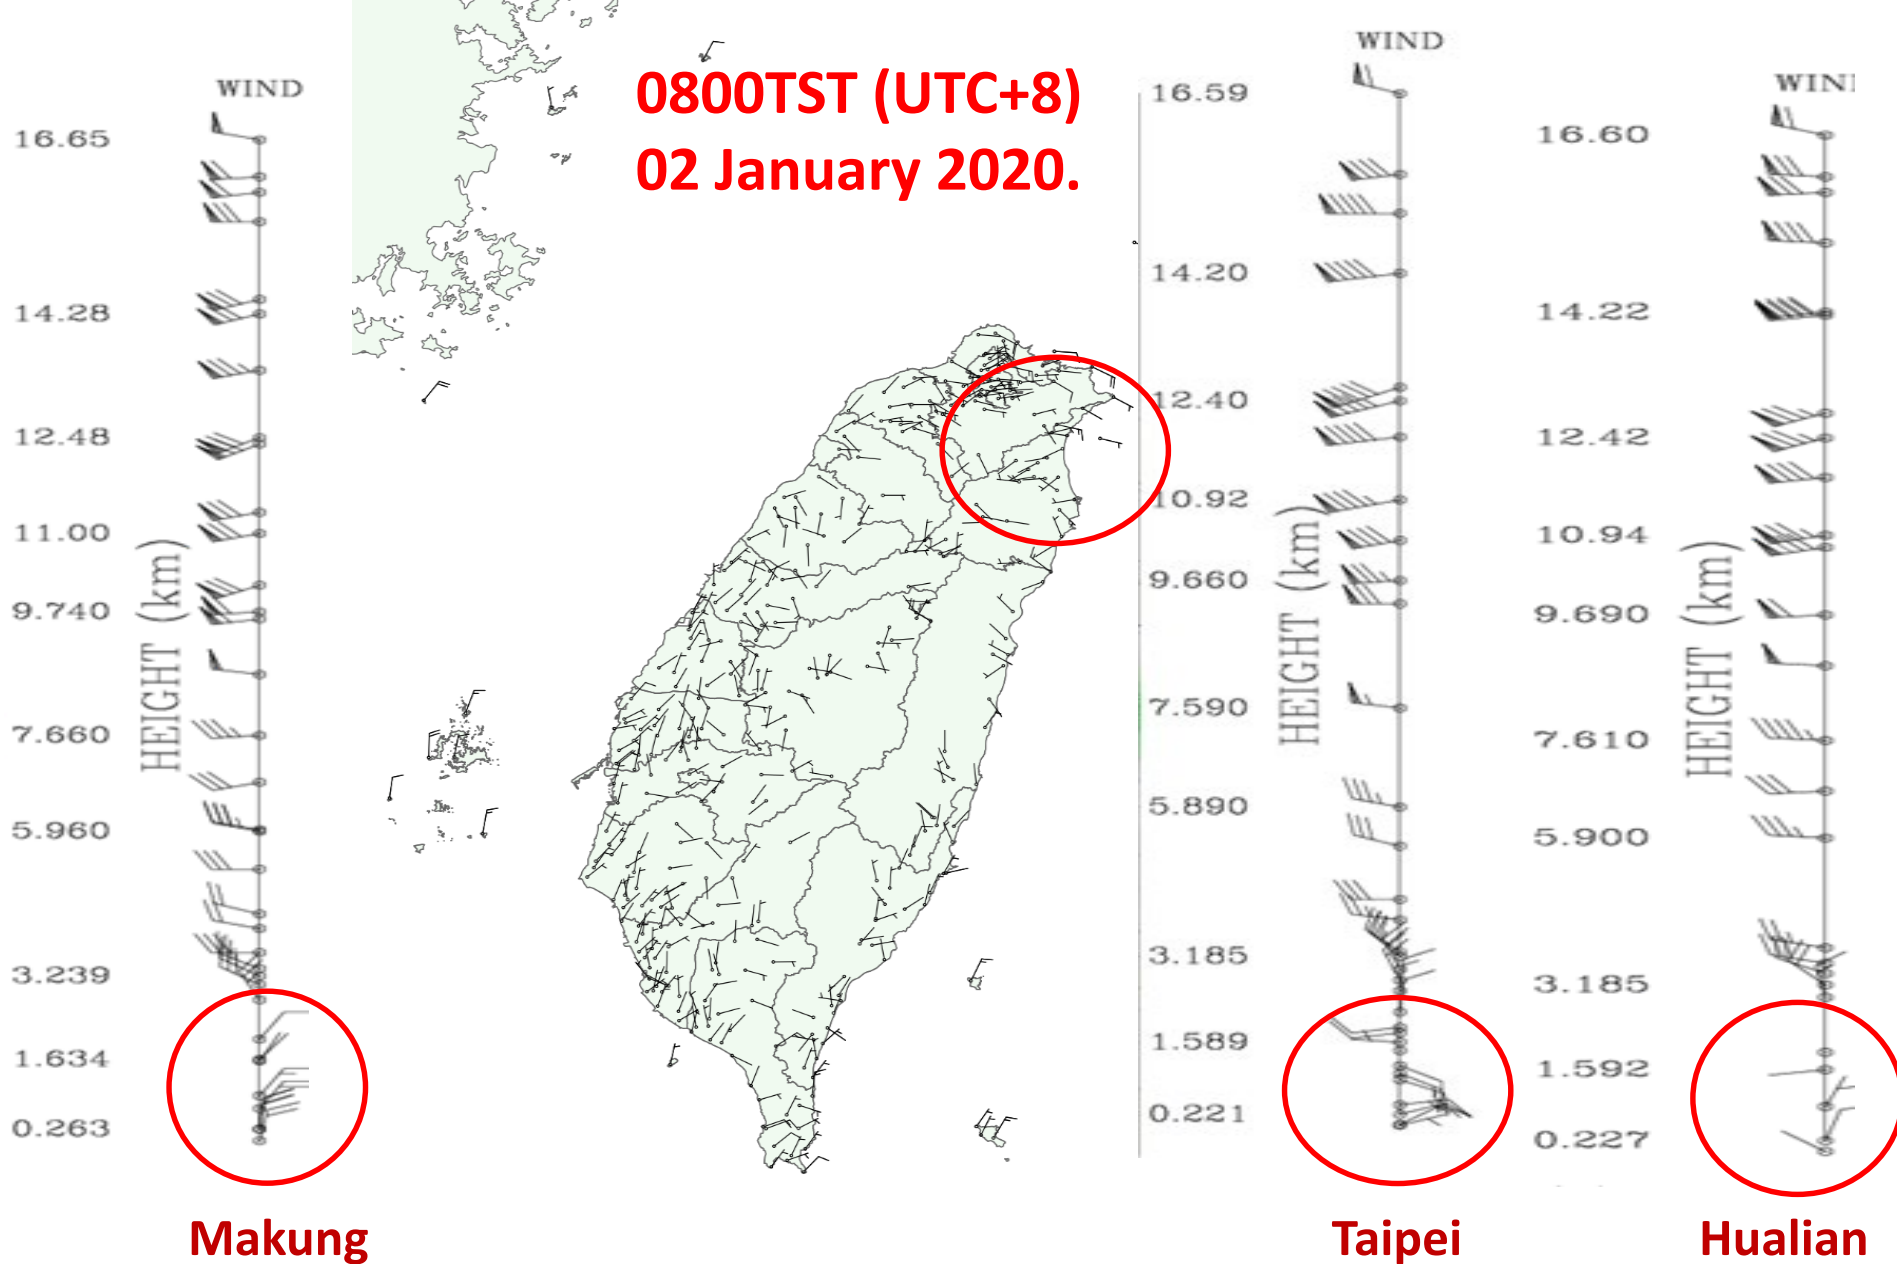 0800TST (UTC+8)
02 January 2020.
WIND
16.65
14.28
12.48
11.00
9.740
7.660
5.960
3.239
1.634
0.263
HEIGHT (km)
Makung
WIND
16.59
14.20
12.40
10.92
9.660
7.590
5.890
3.185
1.589
0.221
HEIGHT (km)
Taipei
WIN
16.60
14.22
12.42
10.94
9.690
7.610
5.900
3.185
1.592
0.227
HEIGHT (km)
Hualian